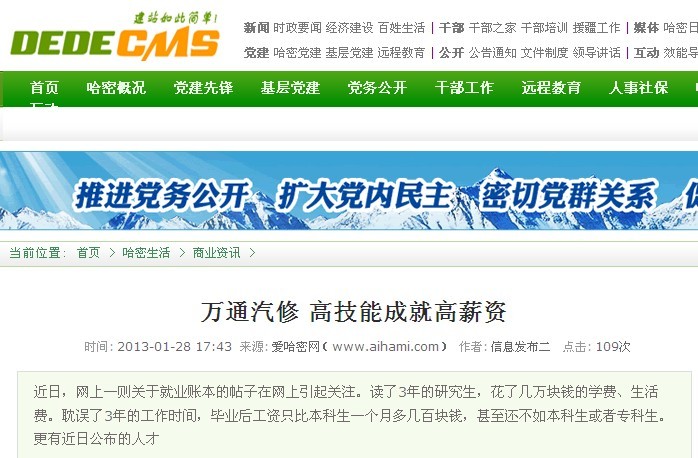 建站如此简单!
DEDECMS
新闻 时政要闻 经济建设 百姓生活 | 干部 干部之家 干部培训 援疆工作 | 媒体 哈密日
党建 哈密党建 基层党建 远程教育 | 公开 公告通知 文件制度 领导讲话 | 互动 效能导
首页 哈密概况 党建先锋 基层党建 党务公开 干部工作 远程教育 人事社保
互动
推进党务公开 扩大党内民主 密切党群关系 促
当前位置: 首页 > 哈密生活 > 商业资讯 >
万通汽修 高技能成就高薪资
时间: 2013-01-28 17:43 来源: 爱哈密网( www.aihami.com) 作者: 信息发布二 点击: 109次
近日，网上一则关于就业账本的帖子在网上引起关注。读了3年的研究生，花了几万块钱的学费、生活
费。耽误了3年的工作时间，毕业后工资只比本科生一个月多几百块钱，甚至还不如本科生或者专科生。
更有近日公布的人才